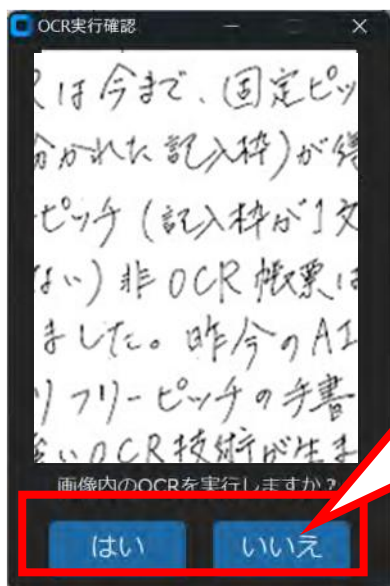 OCR実行確認
は今まで、固定ピッ
分かれた記入枠)が
ピッチ(記入枠が1文
ない)非OCR帳票は
ました。昨今のAI
リフリーピッチの手書
いOCR技術が生ま
画像内のOCRを実行しますか?
はい
いいえ